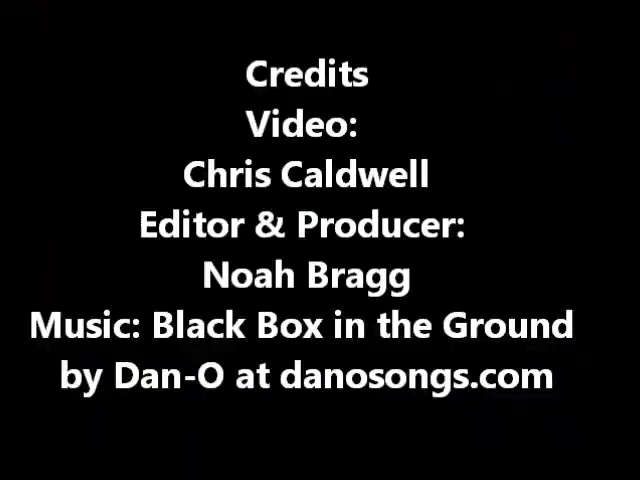 Credits
Video:
Chris Caldwell
Editor & Producer:
Noah Bragg
Music: Black Box in the Ground
by Dan-O at danosongs.com